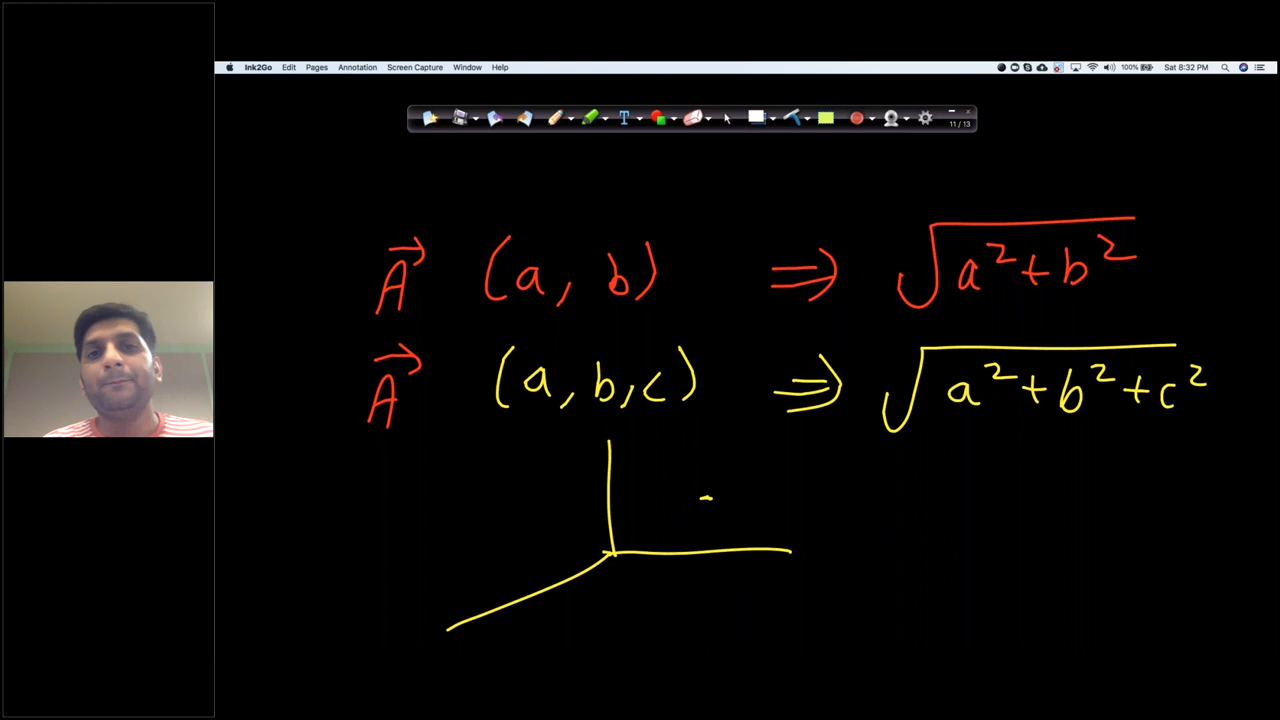 Ink2Go Edit Pages Annotation Screen Capture Window Help 100% Sat 8:32 PM
T 11 / 13
A⃗ (a, b) ⇒ √(a²+b²)
A⃗ (a, b, c) ⇒ √(a²+b²+c²)